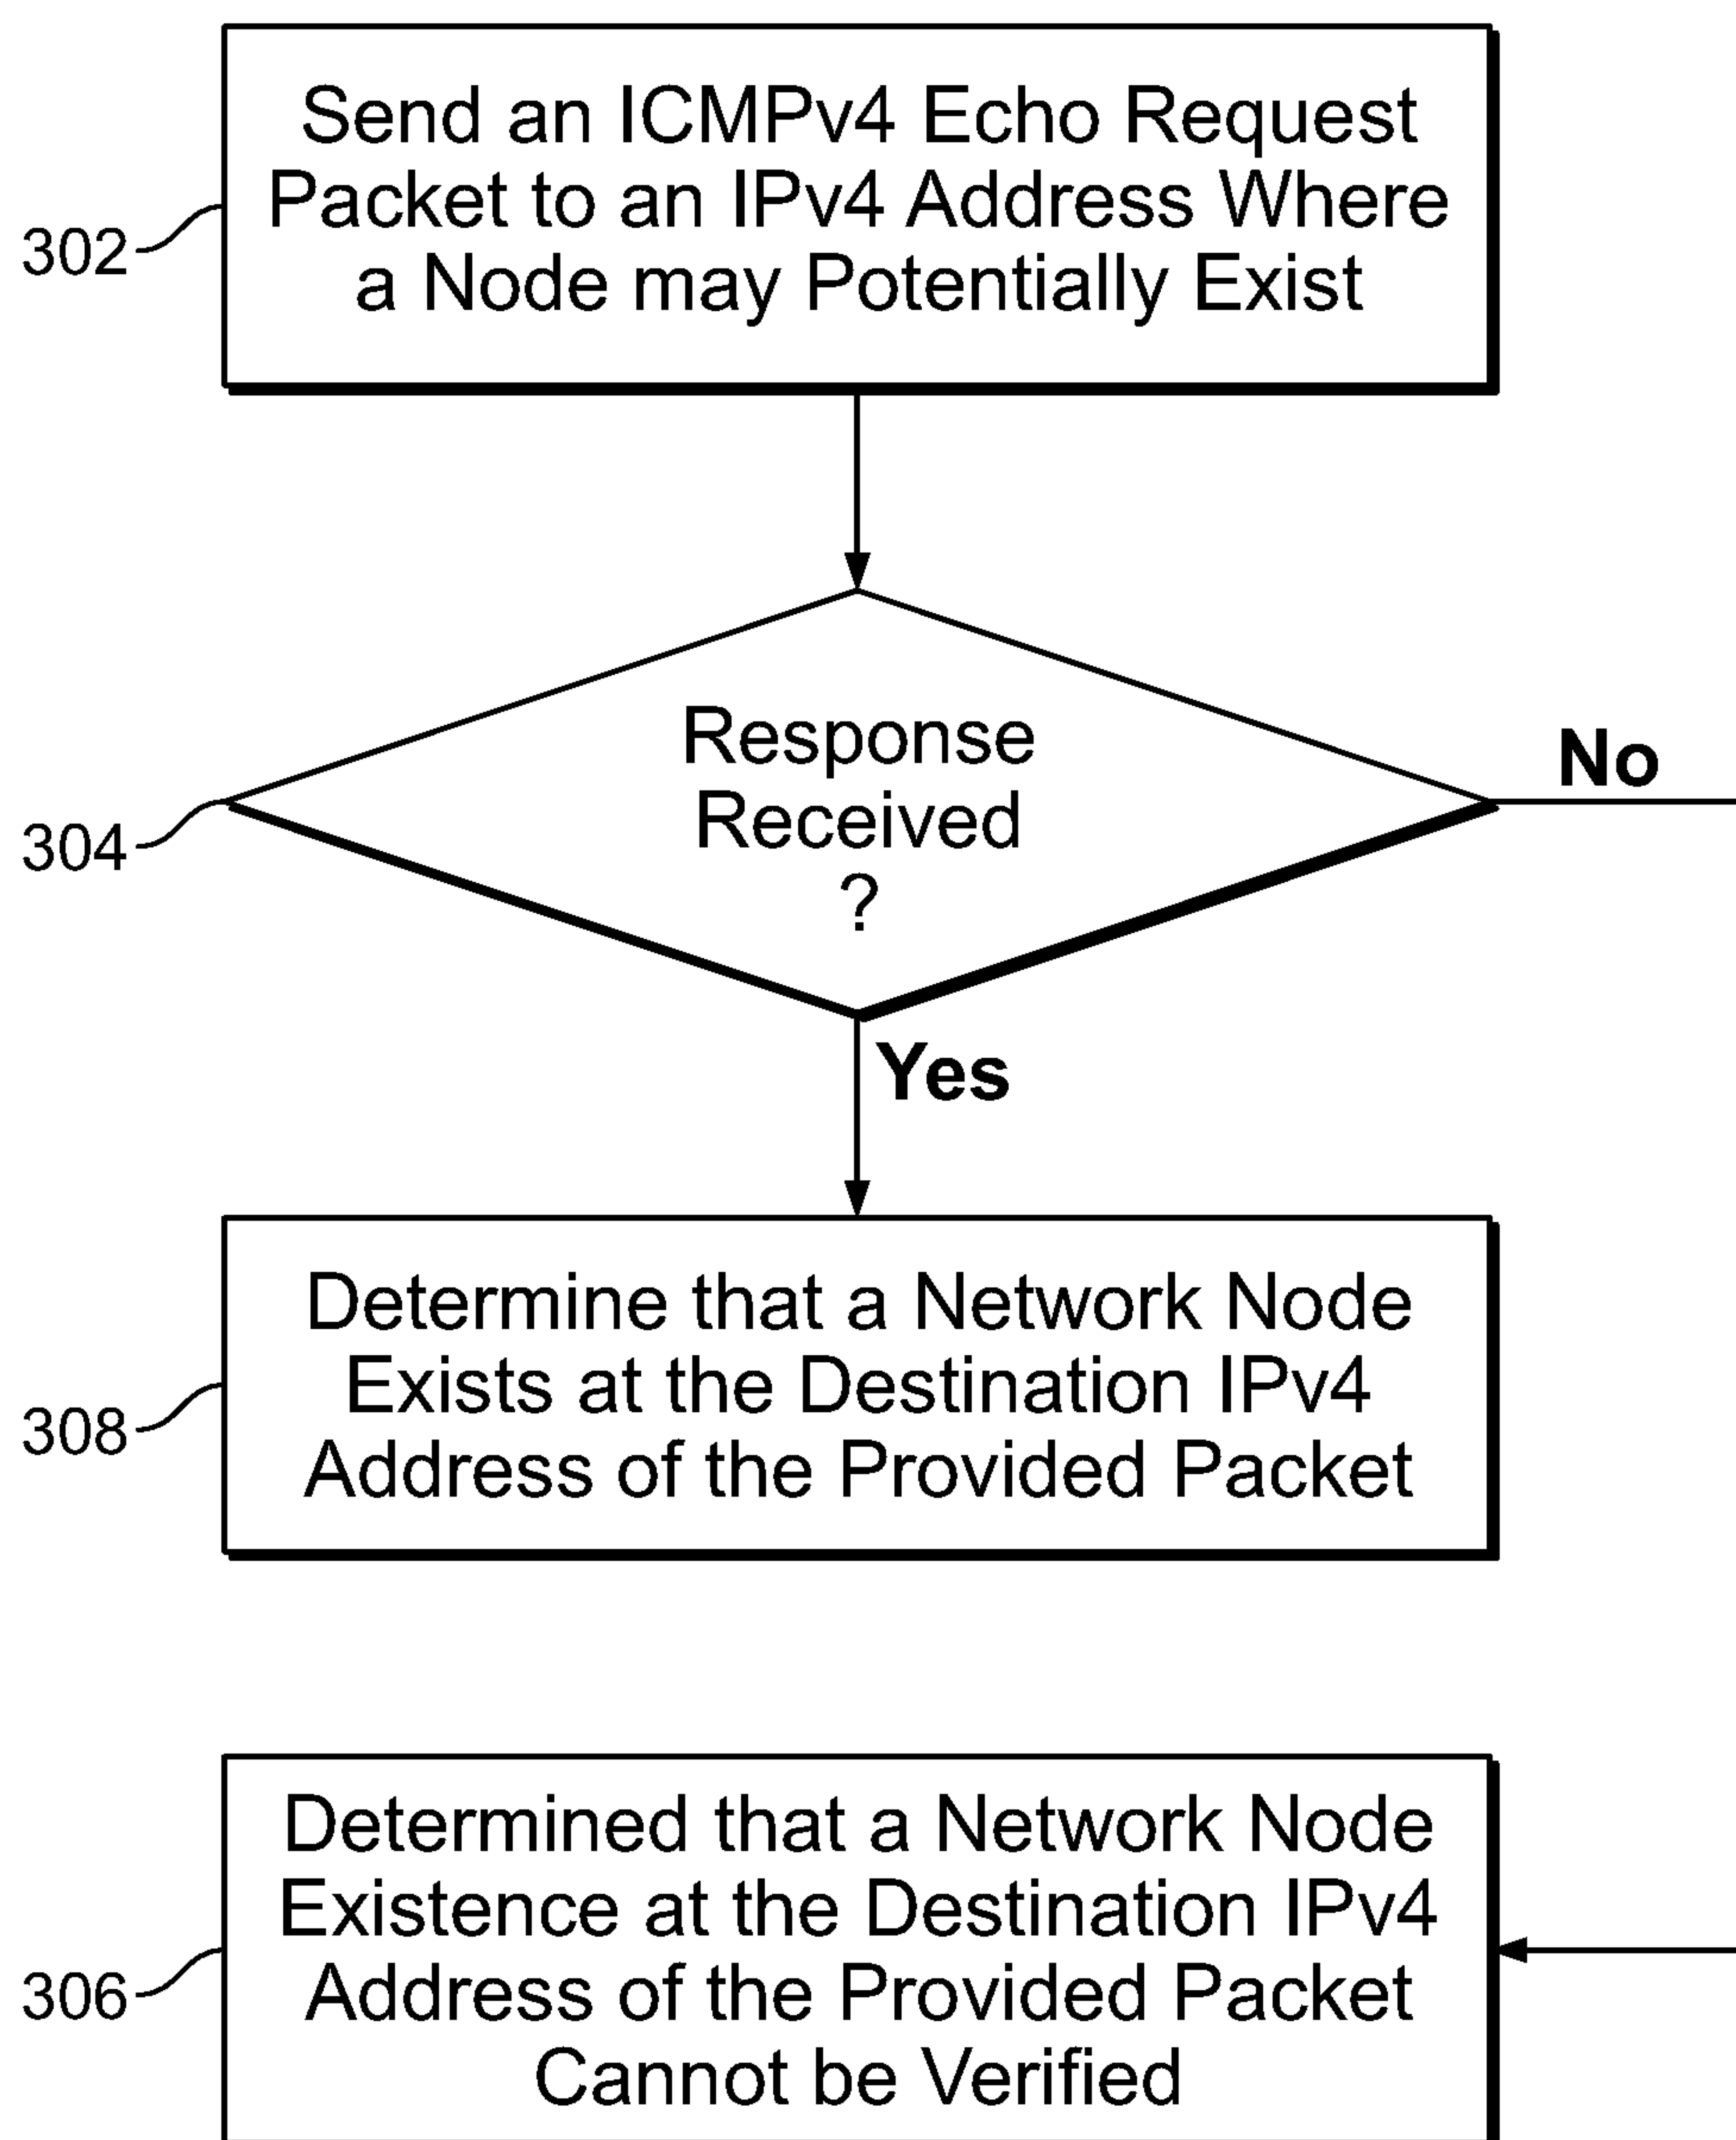 Send an ICMPv4 Echo Request
Packet to an IPv4 Address Where
a Node may Potentially Exist
302
Response
Received
?
304
No
Yes
Determine that a Network Node
Exists at the Destination IPv4
Address of the Provided Packet
308
Determined that a Network Node
Existence at the Destination IPv4
Address of the Provided Packet
Cannot be Verified
306